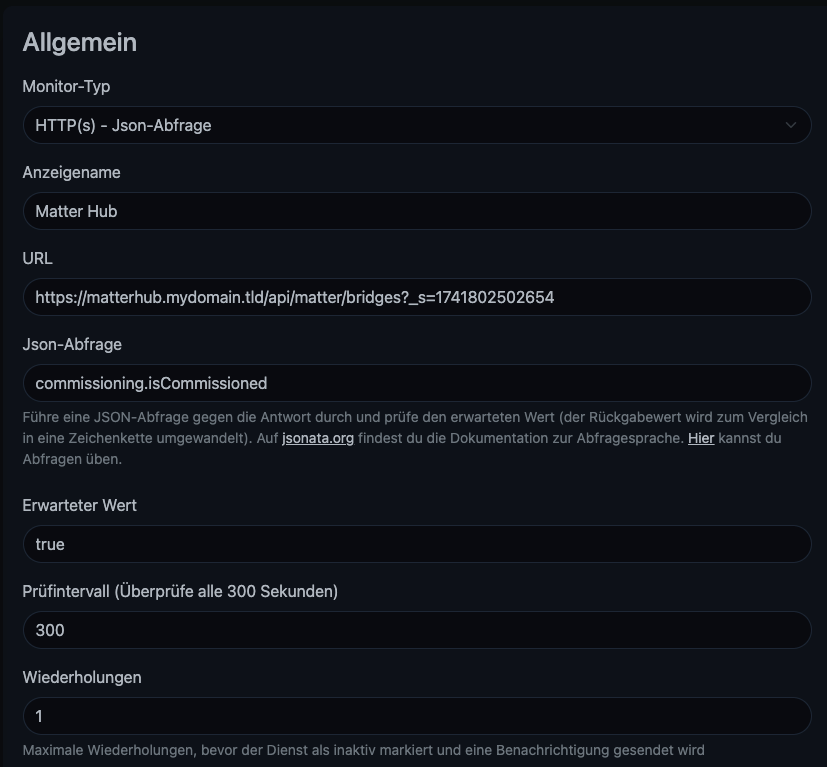 Allgemein
Monitor-Typ
HTTP(s) - Json-Abfrage
Anzeigename
Matter Hub
URL
https://matterhub.mydomain.tld/api/matter/bridges?_s=1741802502654
Json-Abfrage
commissioning.isCommissioned
Führe eine JSON-Abfrage gegen die Antwort durch und prüfe den erwarteten Wert (der Rückgabewert wird zum Vergleich
in eine Zeichenkette umgewandelt). Auf jsonata.org findest du die Dokumentation zur Abfragesprache. Hier kannst du
Abfragen üben.
Erwarteter Wert
true
Prüfintervall (Überprüfe alle 300 Sekunden)
300
Wiederholungen
1
Maximale Wiederholungen, bevor der Dienst als inaktiv markiert und eine Benachrichtigung gesendet wird